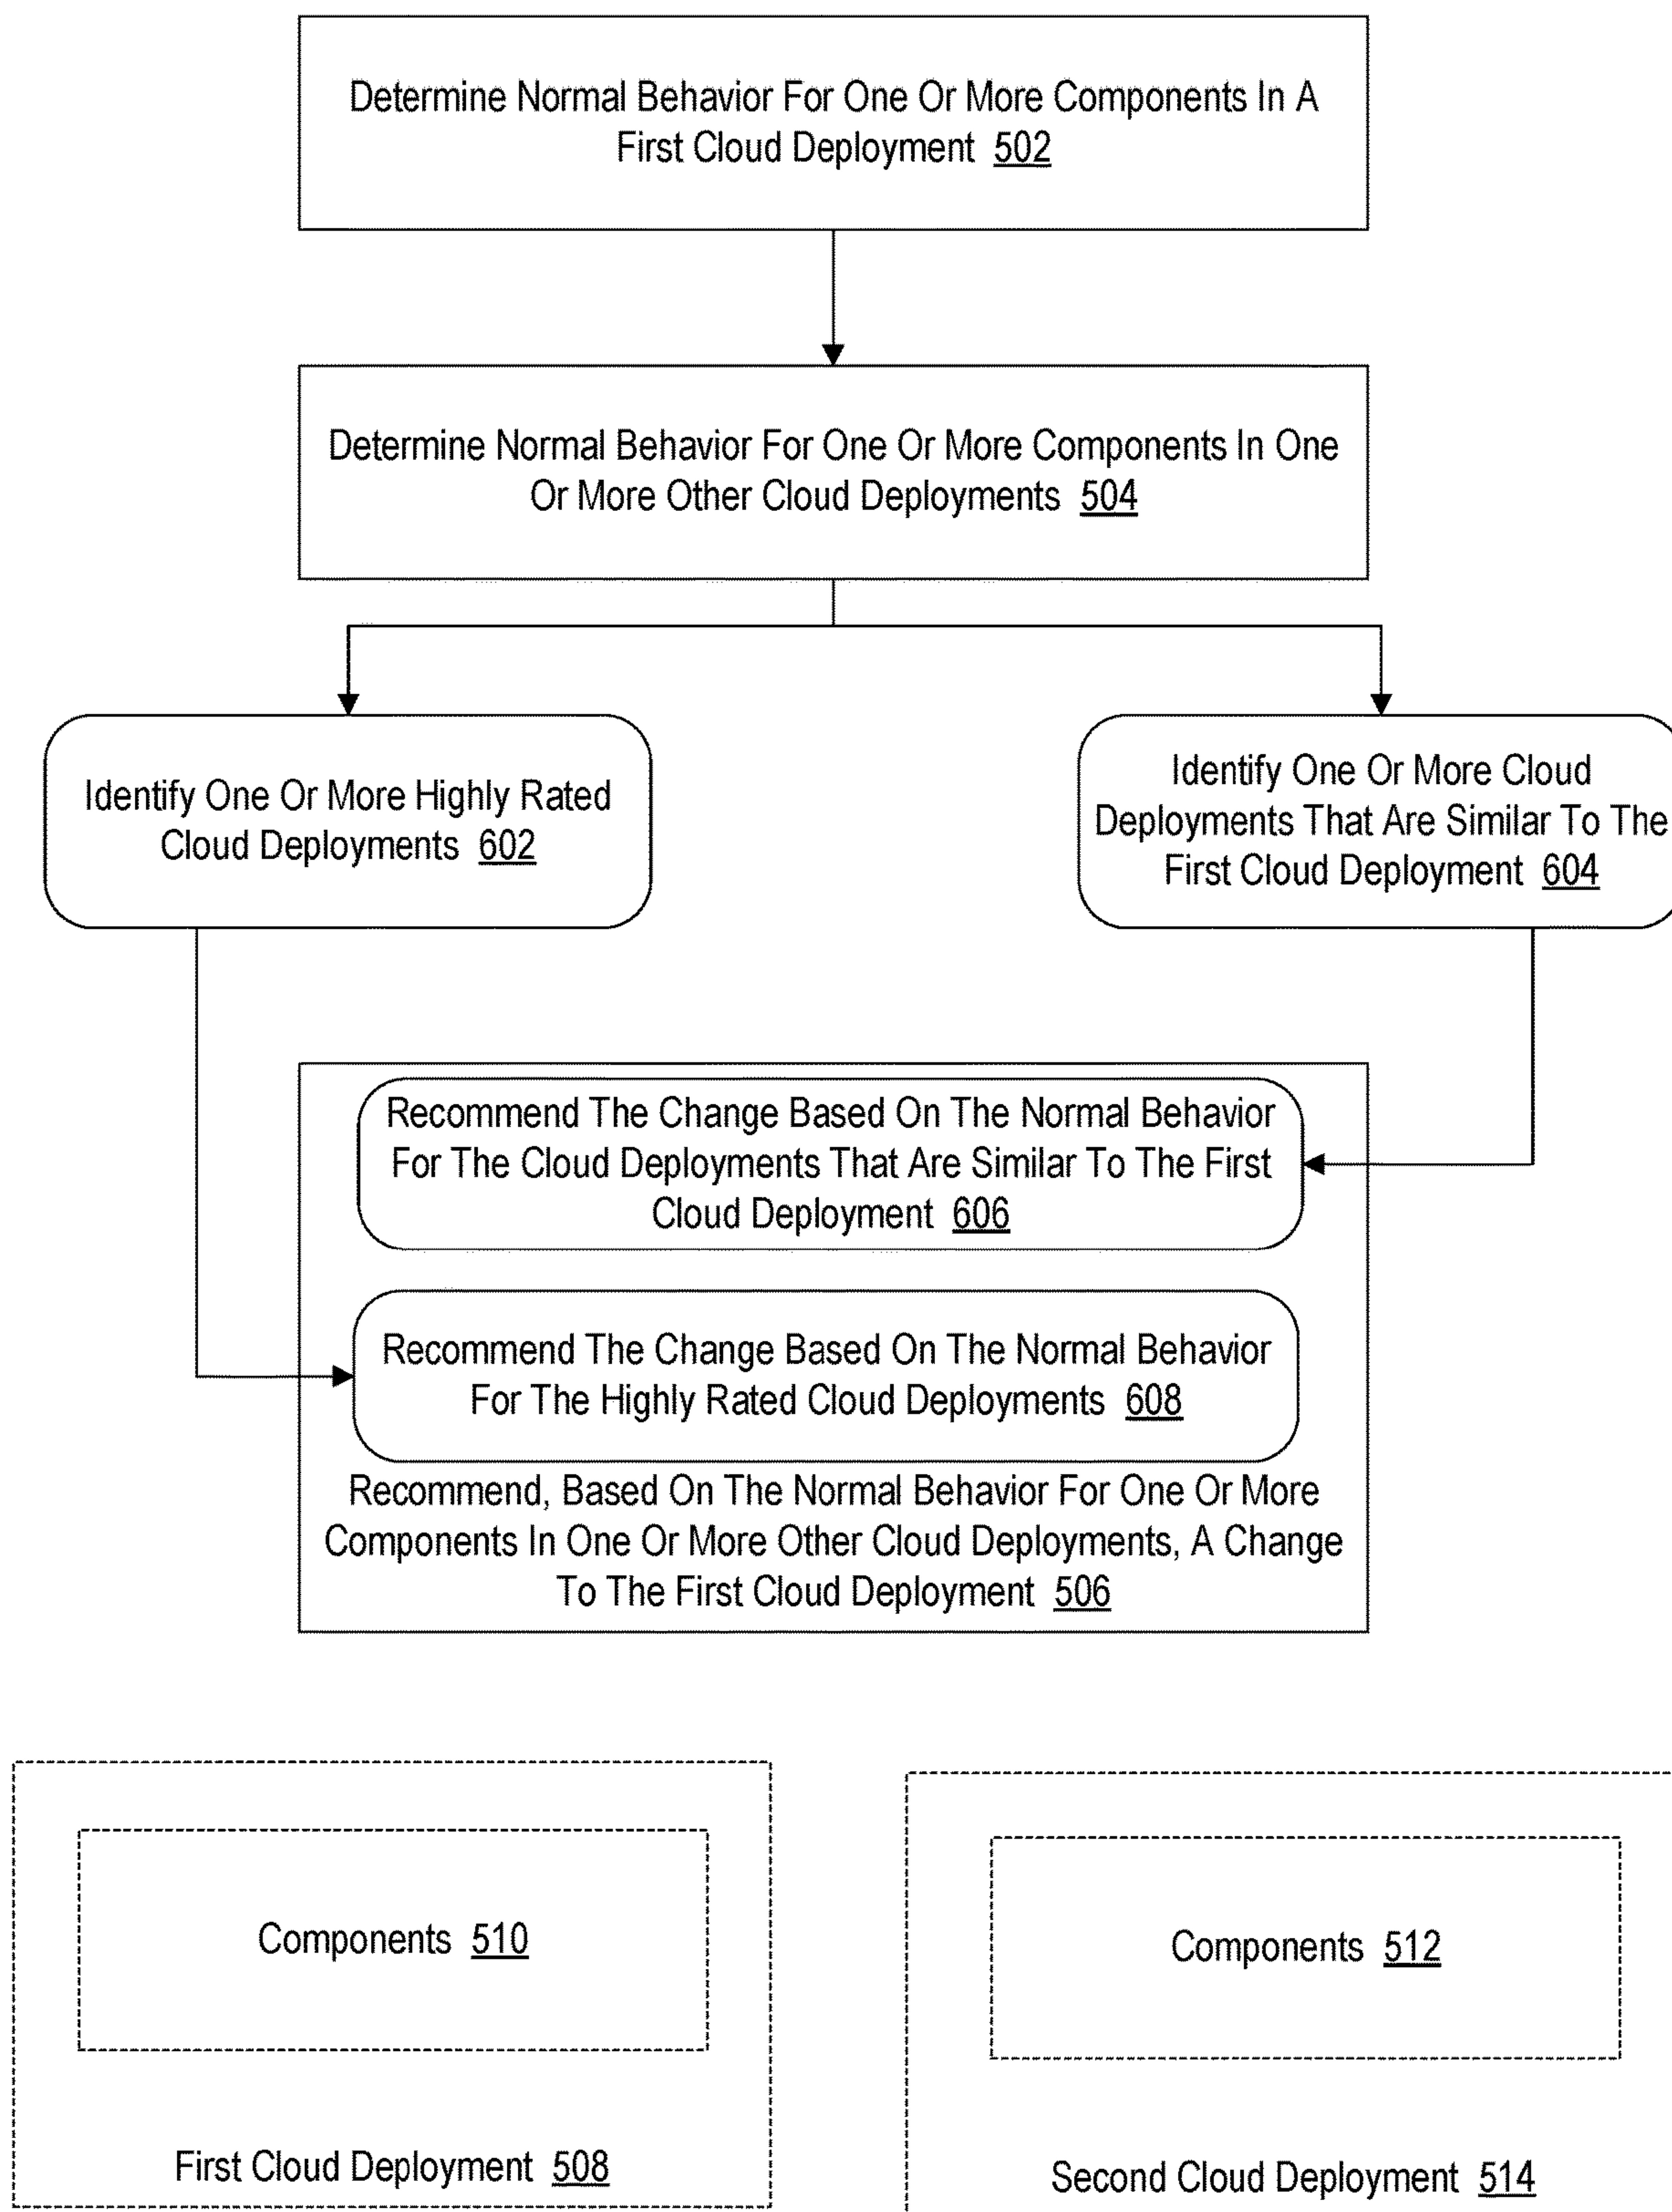 Determine Normal Behavior For One Or More Components In A
First Cloud Deployment 502
Determine Normal Behavior For One Or More Components In One
Or More Other Cloud Deployments 504
Identify One Or More Highly Rated
Cloud Deployments 602
Identify One Or More Cloud
Deployments That Are Similar To The
First Cloud Deployment 604
Recommend The Change Based On The Normal Behavior
For The Cloud Deployments That Are Similar To The First
Cloud Deployment 606
Recommend The Change Based On The Normal Behavior
For The Highly Rated Cloud Deployments 608
Recommend, Based On The Normal Behavior For One Or More
Components In One Or More Other Cloud Deployments, A Change
To The First Cloud Deployment 506
Components 510
First Cloud Deployment 508
Components 512
Second Cloud Deployment 514